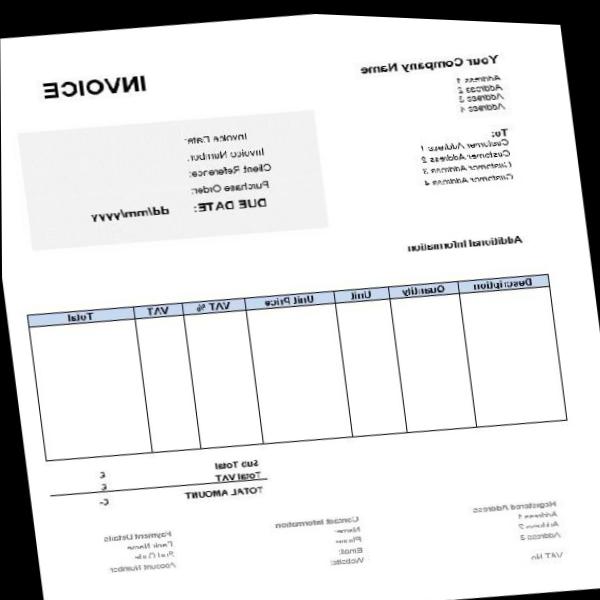 Your Company Name
INVOICE
Address 1
Address 2
Address 3
Address 4
Invoice Date:
Invoice Number:
Client Reference:
Purchase Order:
DUE DATE: dd/mm/yyyy
To:
Customer Address 1
Customer Address 2
Customer Address 3
Customer Address 4
Additional Information
Description Quantity Unit Unit Price VAT % VAT Total
Sub Total €
Total VAT €
TOTAL AMOUNT €-
Registered Address
Address 1
Address 2
Address 3
VAT No
Contact Information
Name:
Phone:
Email:
Website:
Payment Details
Bank Name
Sort Code
Account Number